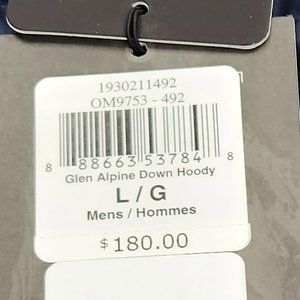 1930211492
OM9753 - 492
8 88663 53784 8
Glen Alpine Down Hoody
L / G
Mens / Hommes
$ 180.00